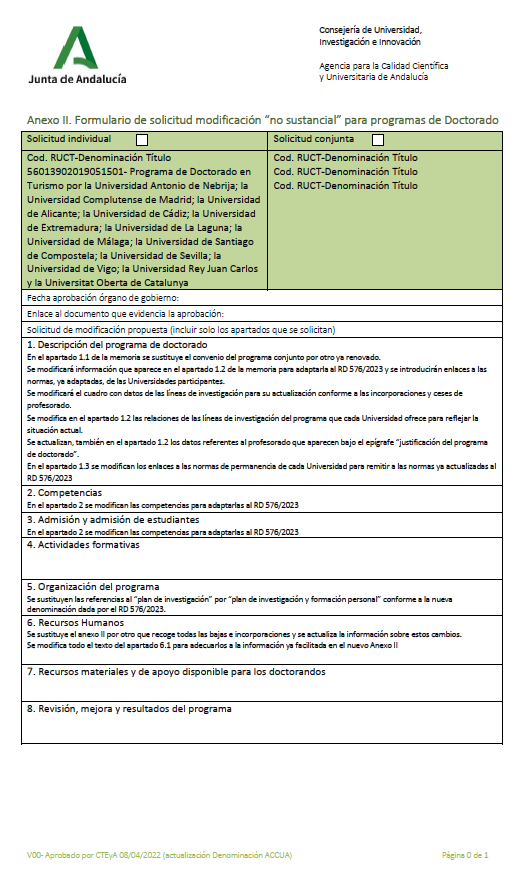 Consejería de Universidad,
Investigación e Innovación
Agencia para la Calidad Científica
y Universitaria de Andalucía
Junta de Andalucía
Anexo II. Formulario de solicitud modificación “no sustancial” para programas de Doctorado
Solicitud individual
Solicitud conjunta
Cod. RUCT-Denominación Título
56013902019051501- Programa de Doctorado en
Turismo por la Universidad Antonio de Nebrija; la
Universidad Complutense de Madrid; la Universidad
de Alicante; la Universidad de Cádiz; la Universidad
de Extremadura; la Universidad de La Laguna; la
Universidad de Málaga; la Universidad de Santiago
de Compostela; la Universidad de Sevilla; la
Universidad de Vigo; la Universidad Rey Juan Carlos
y la Universitat Oberta de Catalunya
Cod. RUCT-Denominación Título
Cod. RUCT-Denominación Título
Cod. RUCT-Denominación Título
Fecha aprobación órgano de gobierno:
Enlace al documento que evidencia la aprobación:
Solicitud de modificación propuesta (incluir solo los apartados que se solicitan)
1. Descripción del programa de doctorado
En el apartado 1.1 de la memoria se sustituye el convenio del programa conjunto por otro ya renovado.
Se modificará información que aparece en el apartado 1.2 de la memoria para adaptarla al RD 576/2023 y se introducirán enlaces a las
normas, ya adaptadas, de las Universidades participantes.
Se modificará el cuadro con datos de las líneas de investigación para su actualización conforme a las incorporaciones y ceses de
profesorado.
Se modifica en el apartado 1.2 las relaciones de las líneas de investigación del programa que cada Universidad ofrece para reflejar la
situación actual.
Se actualizan, también en el apartado 1.2 los datos referentes al profesorado que aparecen bajo el epígrafe “justificación del programa
de doctorado”.
En el apartado 1.3 se modifican los enlaces a las normas de permanencia de cada Universidad para remitir a las normas ya actualizadas al
RD 576/2023
2. Competencias
En el apartado 2 se modifican las competencias para adaptarlas al RD 576/2023
3. Admisión y admisión de estudiantes
En el apartado 2 se modifican las competencias para adaptarlas al RD 576/2023
4. Actividades formativas
5. Organización del programa
Se sustituyen las referencias al “plan de investigación” por “plan de investigación y formación personal” conforme a la nueva
denominación dada por el RD 576/2023.
6. Recursos Humanos
Se sustituye el anexo II por otro que recoge todas las bajas e incorporaciones y se actualiza la información sobre estos cambios.
Se modifica todo el texto del apartado 6.1 para adecuarlos a la información ya facilitada en el nuevo Anexo II
7. Recursos materiales y de apoyo disponible para los doctorandos
8. Revisión, mejora y resultados del programa
V00- Aprobado por CTEyA 08/04/2022 (actualización Denominación ACCUA)
Página 0 de 1